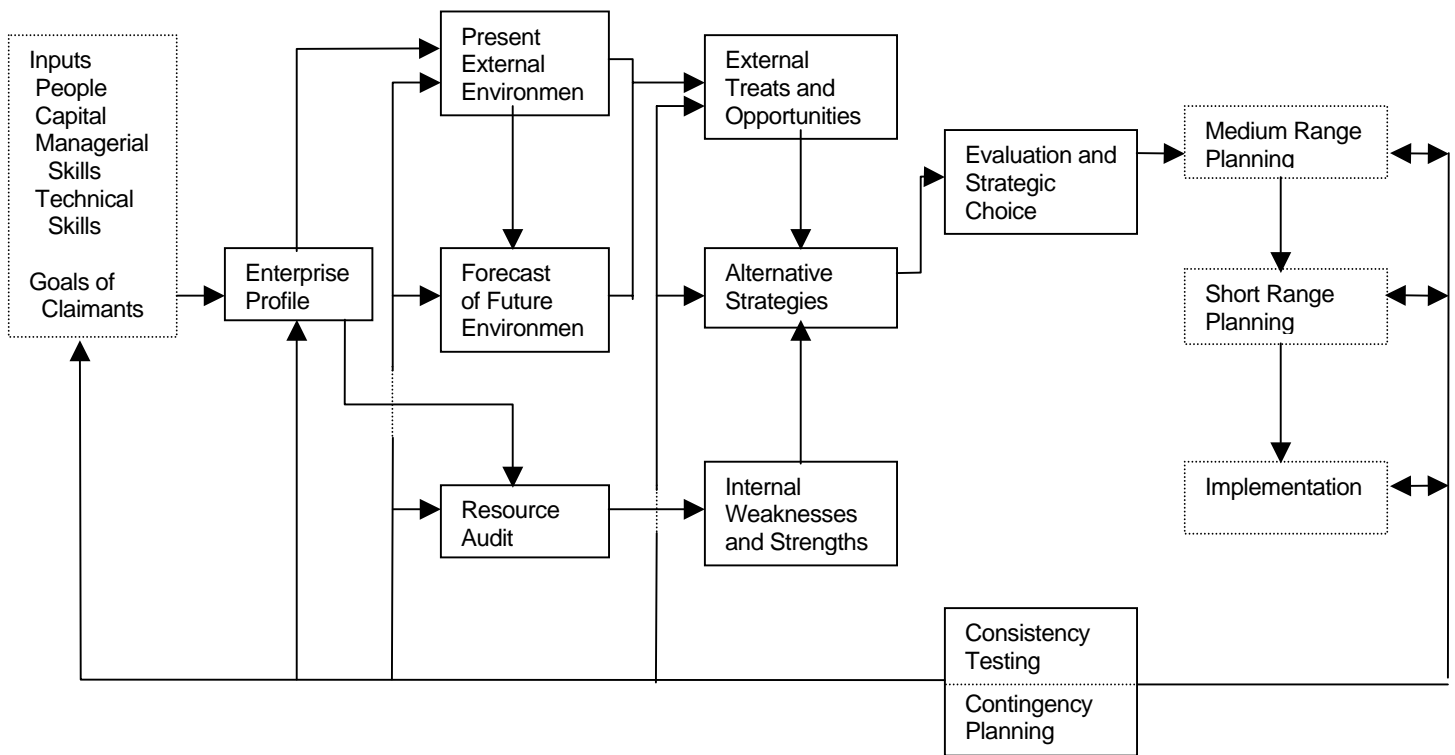 Inputs
People
Capital
Managerial
Skills
Technical
Skills
Goals of
Claimants
Enterprise
Profile
Present
External
Environmen
Forecast
of Future
Environmen
Resource
Audit
External
Treats and
Opportunities
Alternative
Strategies
Internal
Weaknesses
and Strengths
Evaluation and
Strategic
Choice
Medium Range
Planning
Short Range
Planning
Implementation
Consistency
Testing
Contingency
Planning